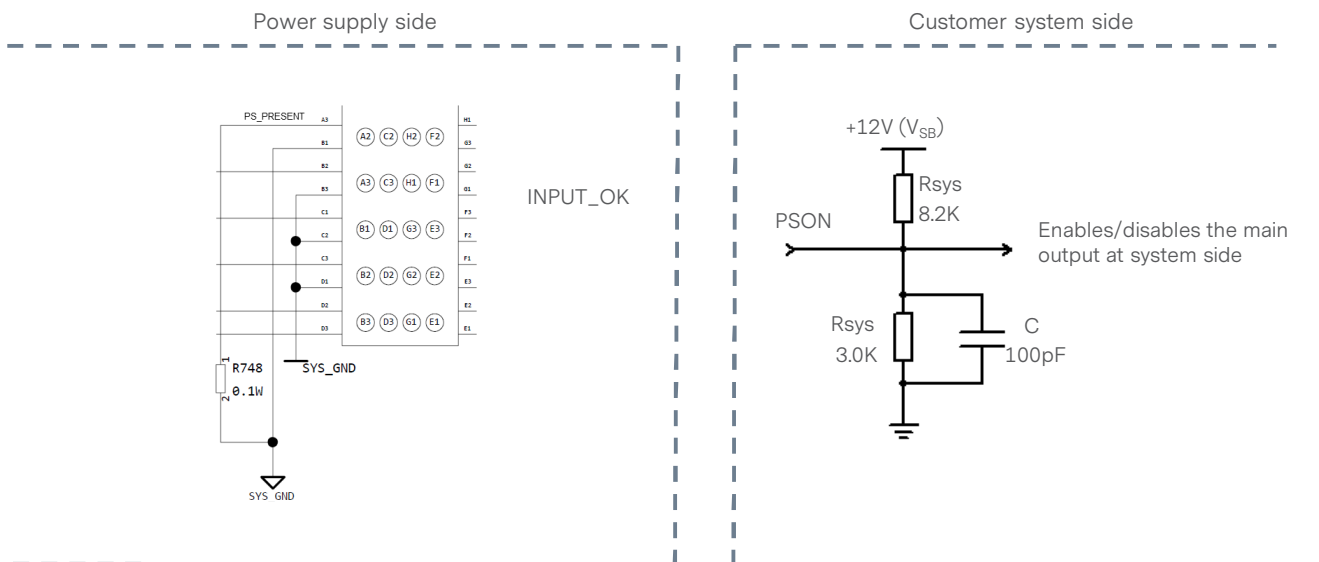 Power supply side
Customer system side
PS_PRESENT
A3
B1
B2
B3
C1
C2
C3
D1
D2
D3
A2 C2 H2 F2
A3 C3 H1 F1
B1 D1 G3 E3
B2 D2 G2 E2
B3 D3 G1 E1
H1
G3
G2
G1
F3
F2
F1
E3
E2
E1
INPUT_OK
1
R748
0.1W
2
SYS_GND
SYS GND
+12V (VSB)
Rsys
8.2K
PSON
Enables/disables the main
output at system side
Rsys
3.0K
C
100pF